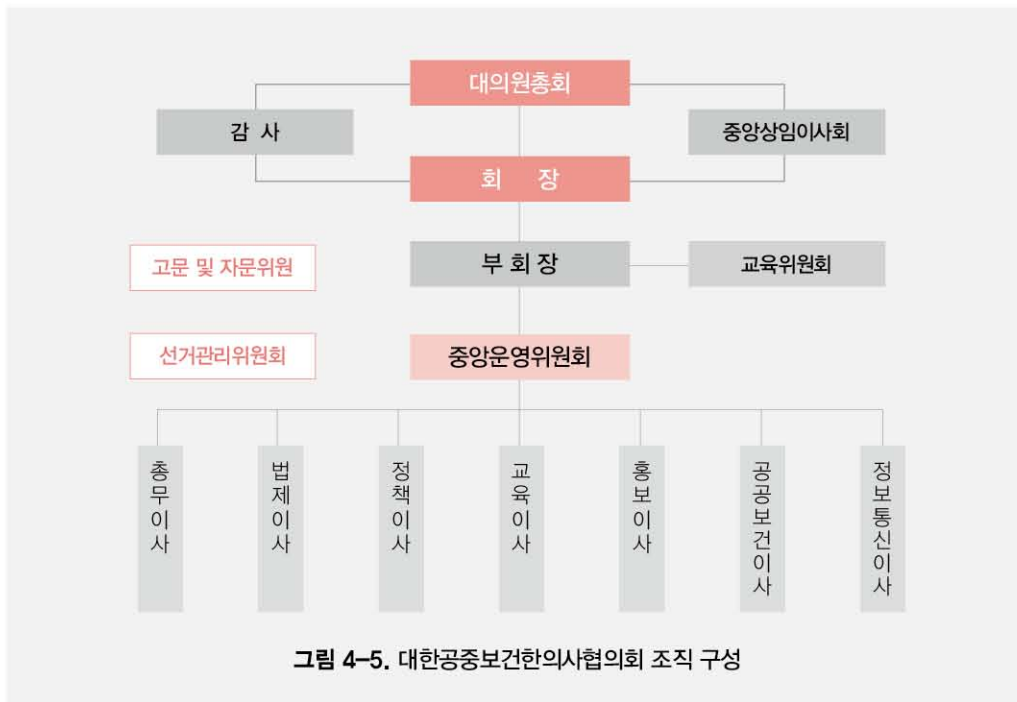 대의원총회
감 사
중앙상임이사회
회 장
부 회 장
교육위원회
고문 및 자문위원
선거관리위원회
중앙운영위원회
총무이사
법제이사
정책이사
교육이사
홍보이사
공공보건이사
정보통신이사
그림 4-5. 대한공중보건한의사협의회 조직 구성